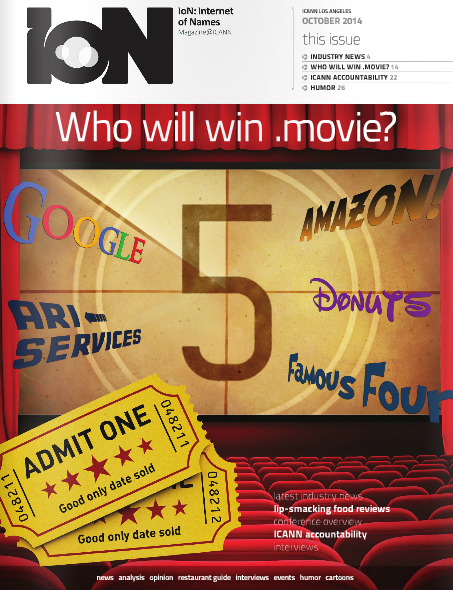 ION
IoN: Internet
of Names
Magazine@ICANN
ICANN LOS ANGELES
OCTOBER 2014
this issue
INDUSTRY NEWS 4
WHO WILL WIN .MOVIE? 14
ICANN ACCOUNTABILITY 22
HUMOR 26
Who will win .movie?
GOOGLE
AMAZON!
5
DONUTS
ARI
SERVICES
FAMOUS FOUR
ADMIT ONE
048211
048211
Good only date sold
NE
048212
Good only date sold
latest industry news
lip-smacking food reviews
conference overview
ICANN accountability
interviews
news analysis opinion restaurant guide interviews events humor cartoons